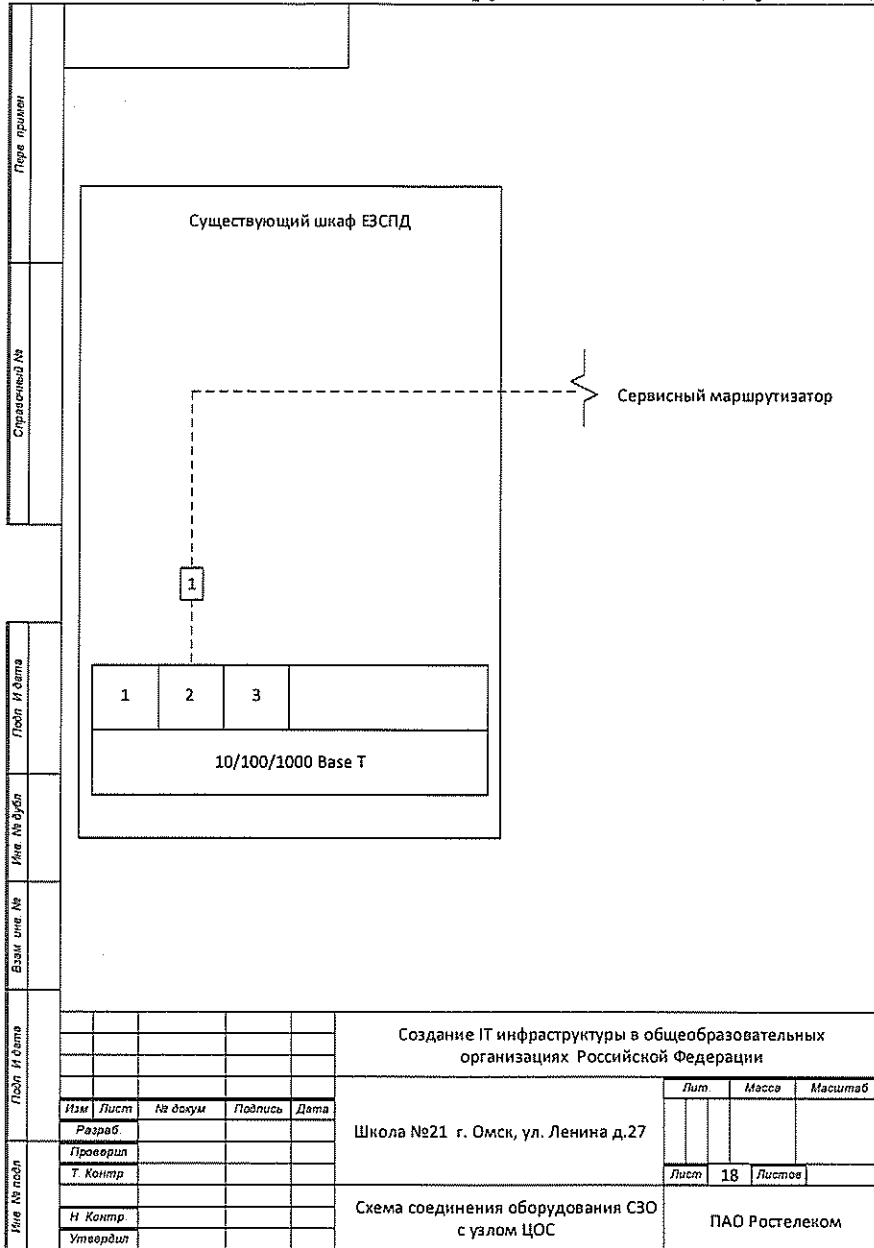 Перв примен
Справочный №
Подп И дата
Инв. № дубл
Взам инв. №
Подп И дата
Инв № подл
Существующий шкаф ЕЗСПД
Сервисный маршрутизатор
1
1 2 3
10/100/1000 Base T
Создание IT инфраструктуры в общеобразовательных
организациях Российской Федерации
Изм Лист № докум Подпись Дата
Разраб.
Проверил
Т. Контр
Н Контр.
Утвердил
Школа №21 г. Омск, ул. Ленина д.27
Лит. Масса Масштаб
Лист 18 Листов
Схема соединения оборудования СЗО
с узлом ЦОС
ПАО Ростелеком